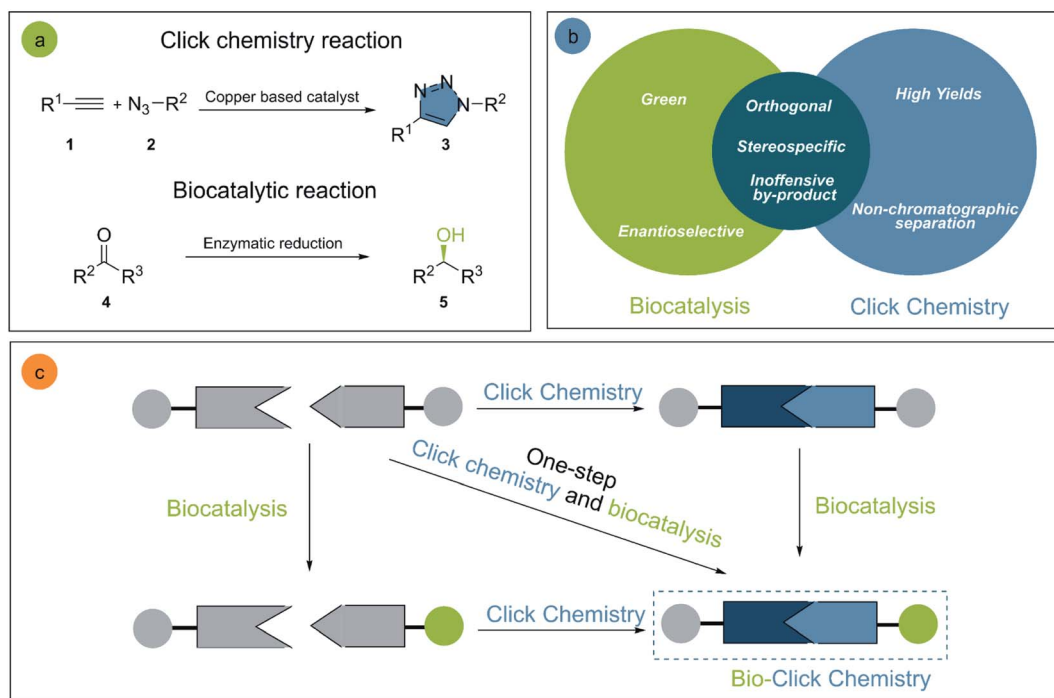 a
Click chemistry reaction
R¹
+ N₃–R²
Copper based catalyst
N
N
N
R²
R¹
1
2
3
Biocatalytic reaction
O
R²
R³
4
Enzymatic reduction
OH
R²
R³
5
b
Green
Enantioselective
Orthogonal
Stereospecific
Inoffensive
by-product
High Yields
Non-chromatographic
separation
Biocatalysis
Click Chemistry
c
Click Chemistry
Biocatalysis
One-step
Click chemistry and biocatalysis
Biocatalysis
Click Chemistry
Bio-Click Chemistry